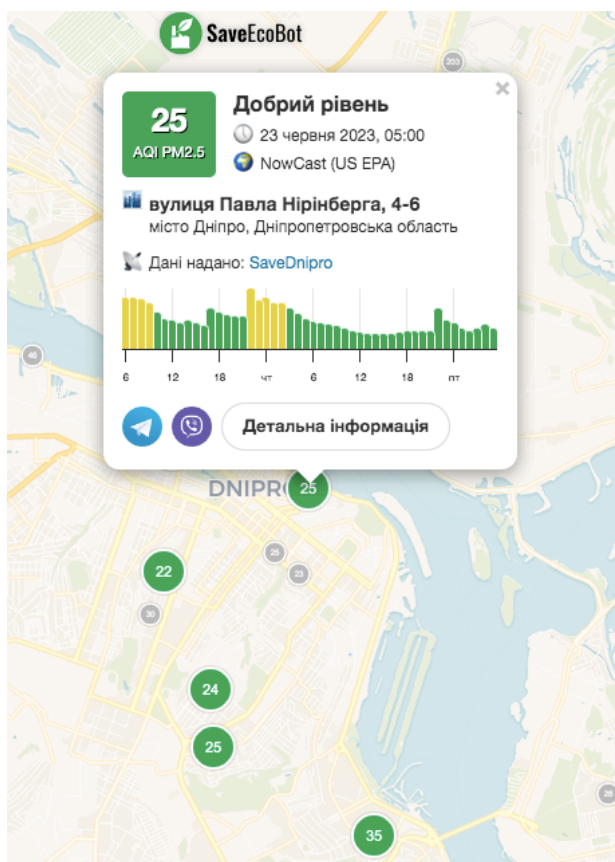 SaveEcoBot
203
25
AQI PM2.5
Добрий рівень
23 червня 2023, 05:00
NowCast (US EPA)
вулиця Павла Нірінберга, 4-6
місто Дніпро, Дніпропетровська область
Дані надано: SaveDnipro
6 12 18 чт 6 12 18 пт
46
Детальна інформація
DNIPR
25
22
23
30
24
25
28
35